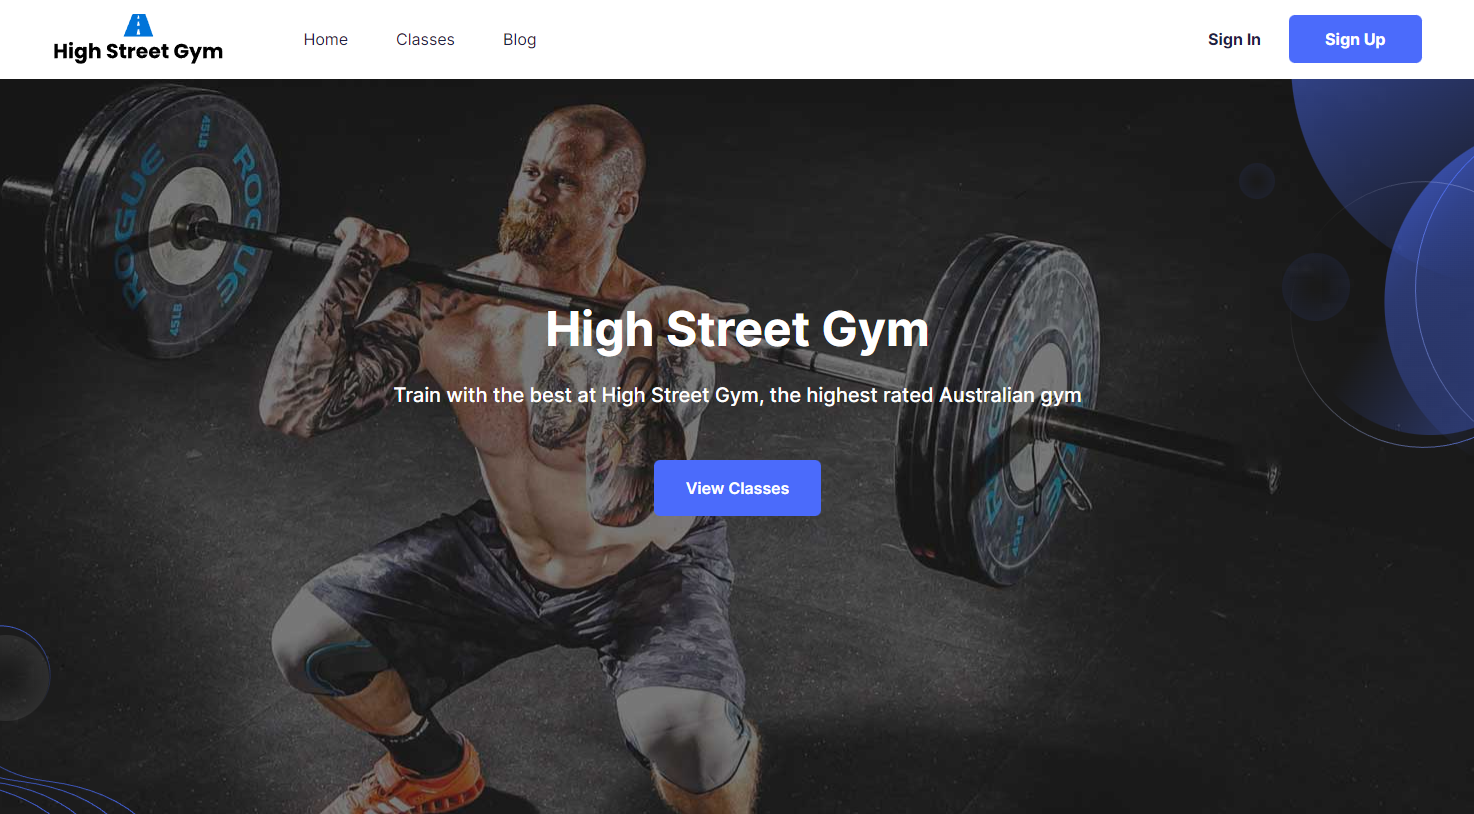 High Street Gym
Home
Classes
Blog
Sign In
Sign Up
45LB
ROGUE
ROGUE
45LB
High Street Gym
Train with the best at High Street Gym, the highest rated Australian gym
View Classes
45LB